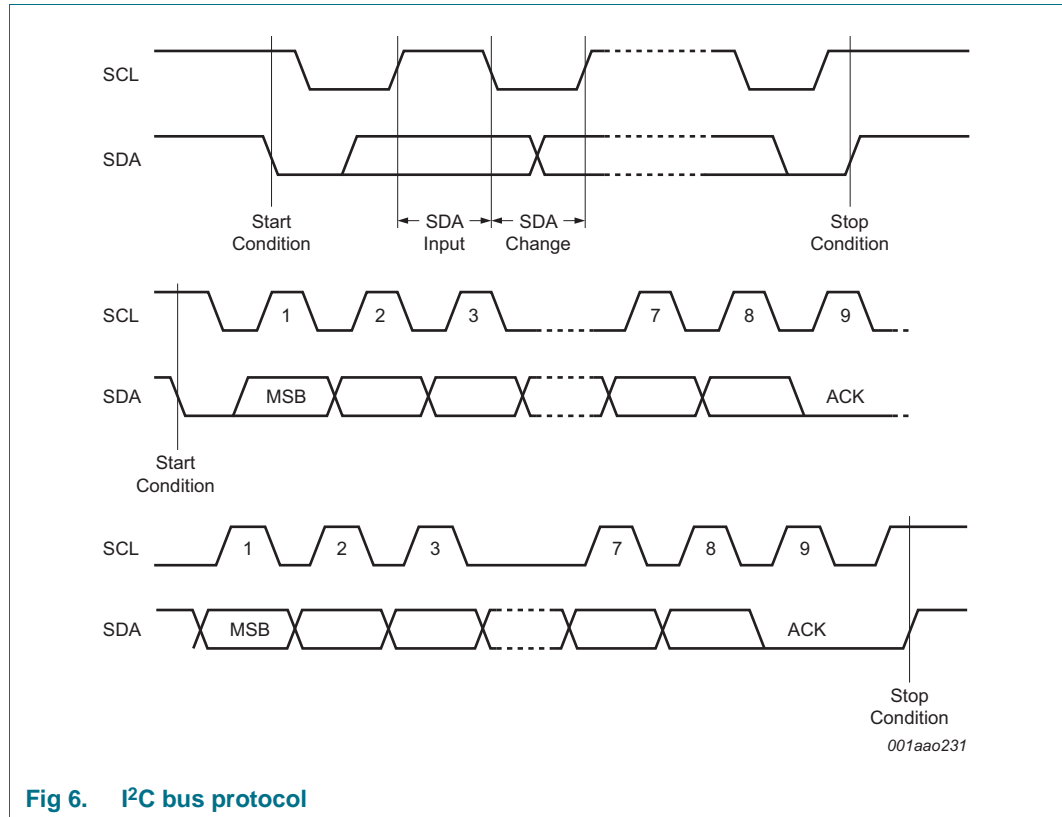 SCL
SDA
Start
Condition
SDA
Input
SDA
Change
Stop
Condition
SCL
1 2 3 7 8 9
SDA
MSB ACK
Start
Condition
SCL
1 2 3 7 8 9
SDA
MSB ACK
Stop
Condition
001aao231
Fig 6. I²C bus protocol